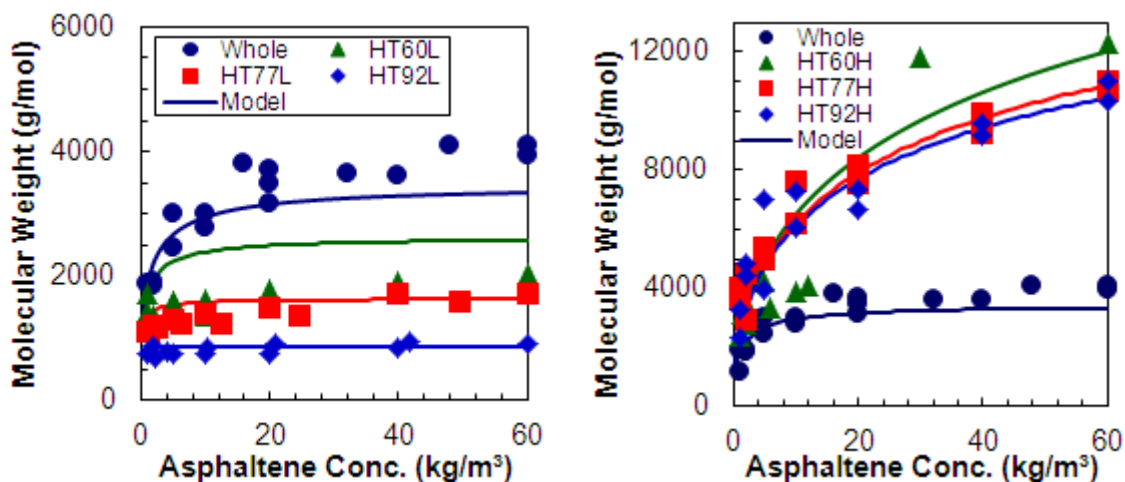 6000
4000
2000
0
Molecular Weight (g/mol)
Whole
HT60L
HT77L
HT92L
Model
0
20
40
60
Asphaltene Conc. (kg/m³)
12000
8000
4000
0
Molecular Weight (g/mol)
Whole
HT60H
HT77H
HT92H
Model
0
20
40
60
Asphaltene Conc. (kg/m³)